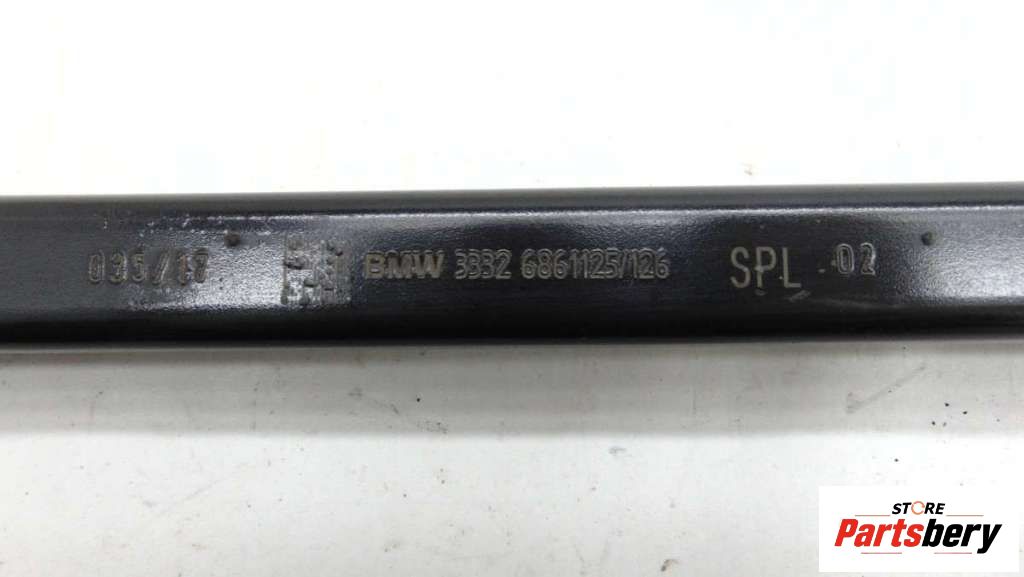 035/17 BMW 3332 6861125/126 SPL 02
STORE
Partsbery